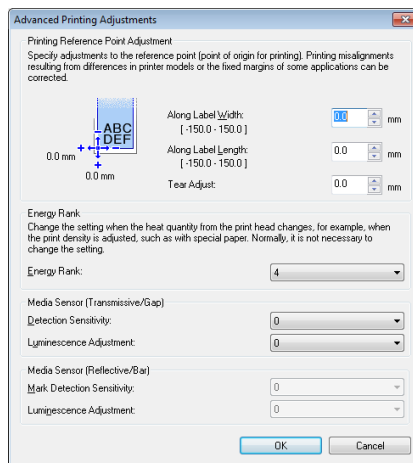 Advanced Printing Adjustments
Printing Reference Point Adjustment
Specify adjustments to the reference point (point of origin for printing). Printing misalignments
resulting from differences in printer models or the fixed margins of some applications can be
corrected.
ABC
DEF
0.0 mm
0.0 mm
Along Label Width:
[ -150.0 - 150.0 ]
0.0 mm
Along Label Length:
[ -150.0 - 150.0 ]
0.0 mm
Tear Adjust:
0.0 mm
Energy Rank
Change the setting when the heat quantity from the print head changes, for example, when
the print density is adjusted, such as with special paper. Normally, it is not necessary to
change the setting.
Energy Rank:
4
Media Sensor (Transmissive/Gap)
Detection Sensitivity:
0
Luminescence Adjustment:
0
Media Sensor (Reflective/Bar)
Mark Detection Sensitivity:
0
Luminescence Adjustment:
0
OK
Cancel